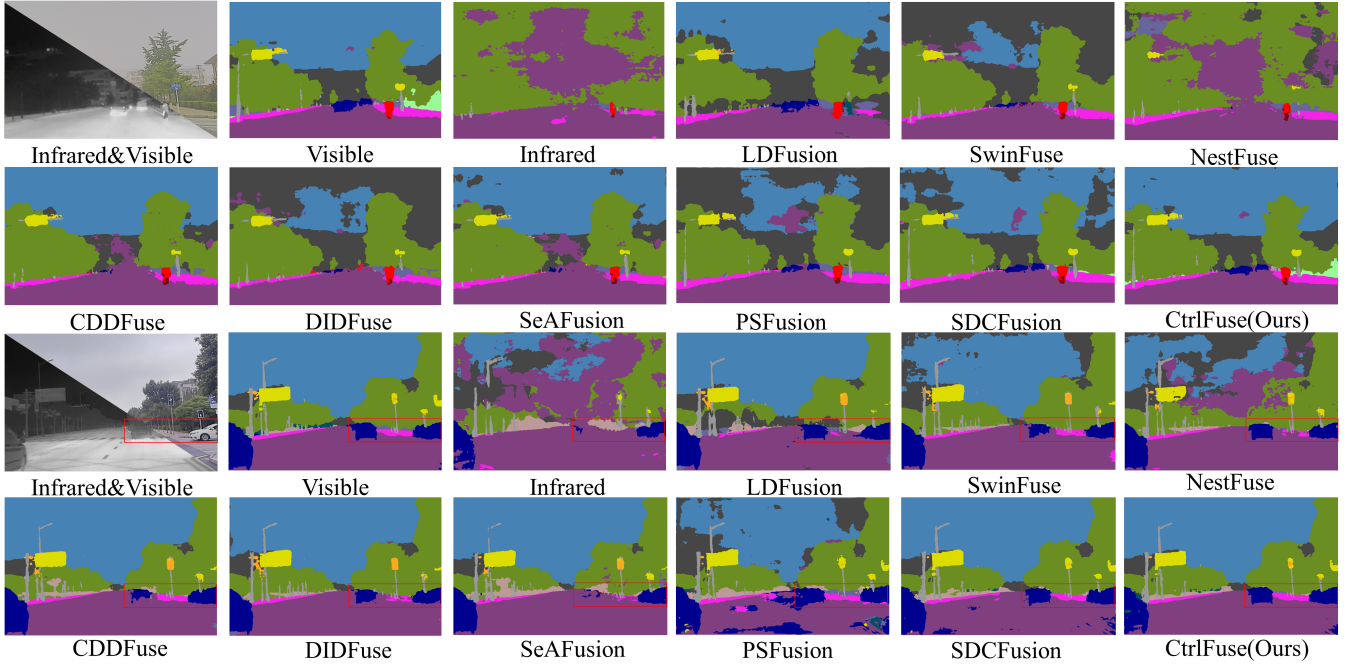 Infrared&Visible Visible Infrared LDFusion SwinFuse NestFuse
CDDFuse DIDFuse SeAFusion PSFusion SDCFusion CtrlFuse(Ours)
Infrared&Visible Visible Infrared LDFusion SwinFuse NestFuse
CDDFuse DIDFuse SeAFusion PSFusion SDCFusion CtrlFuse(Ours)